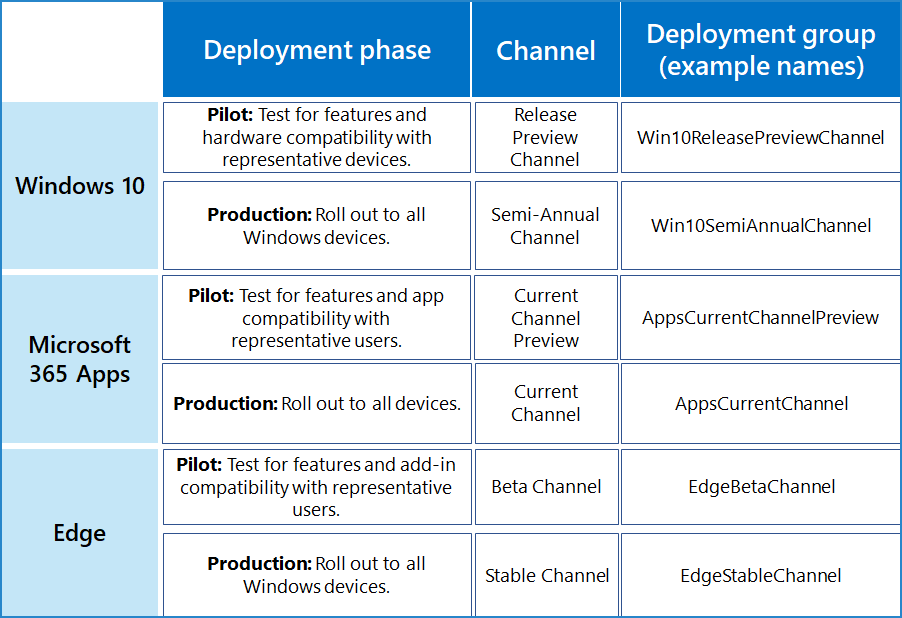 Deployment phase
Channel
Deployment group
(example names)
Windows 10
Pilot: Test for features and
hardware compatibility with
representative devices.
Release
Preview
Channel
Win10ReleasePreviewChannel
Production: Roll out to all
Windows devices.
Semi-Annual
Channel
Win10SemiAnnualChannel
Microsoft
365 Apps
Pilot: Test for features and app
compatibility with
representative users.
Current
Channel
Preview
AppsCurrentChannelPreview
Production: Roll out to all devices.
Current
Channel
AppsCurrentChannel
Edge
Pilot: Test for features and add-in
compatibility with representative
users.
Beta Channel
EdgeBetaChannel
Production: Roll out to all
Windows devices.
Stable Channel
EdgeStableChannel